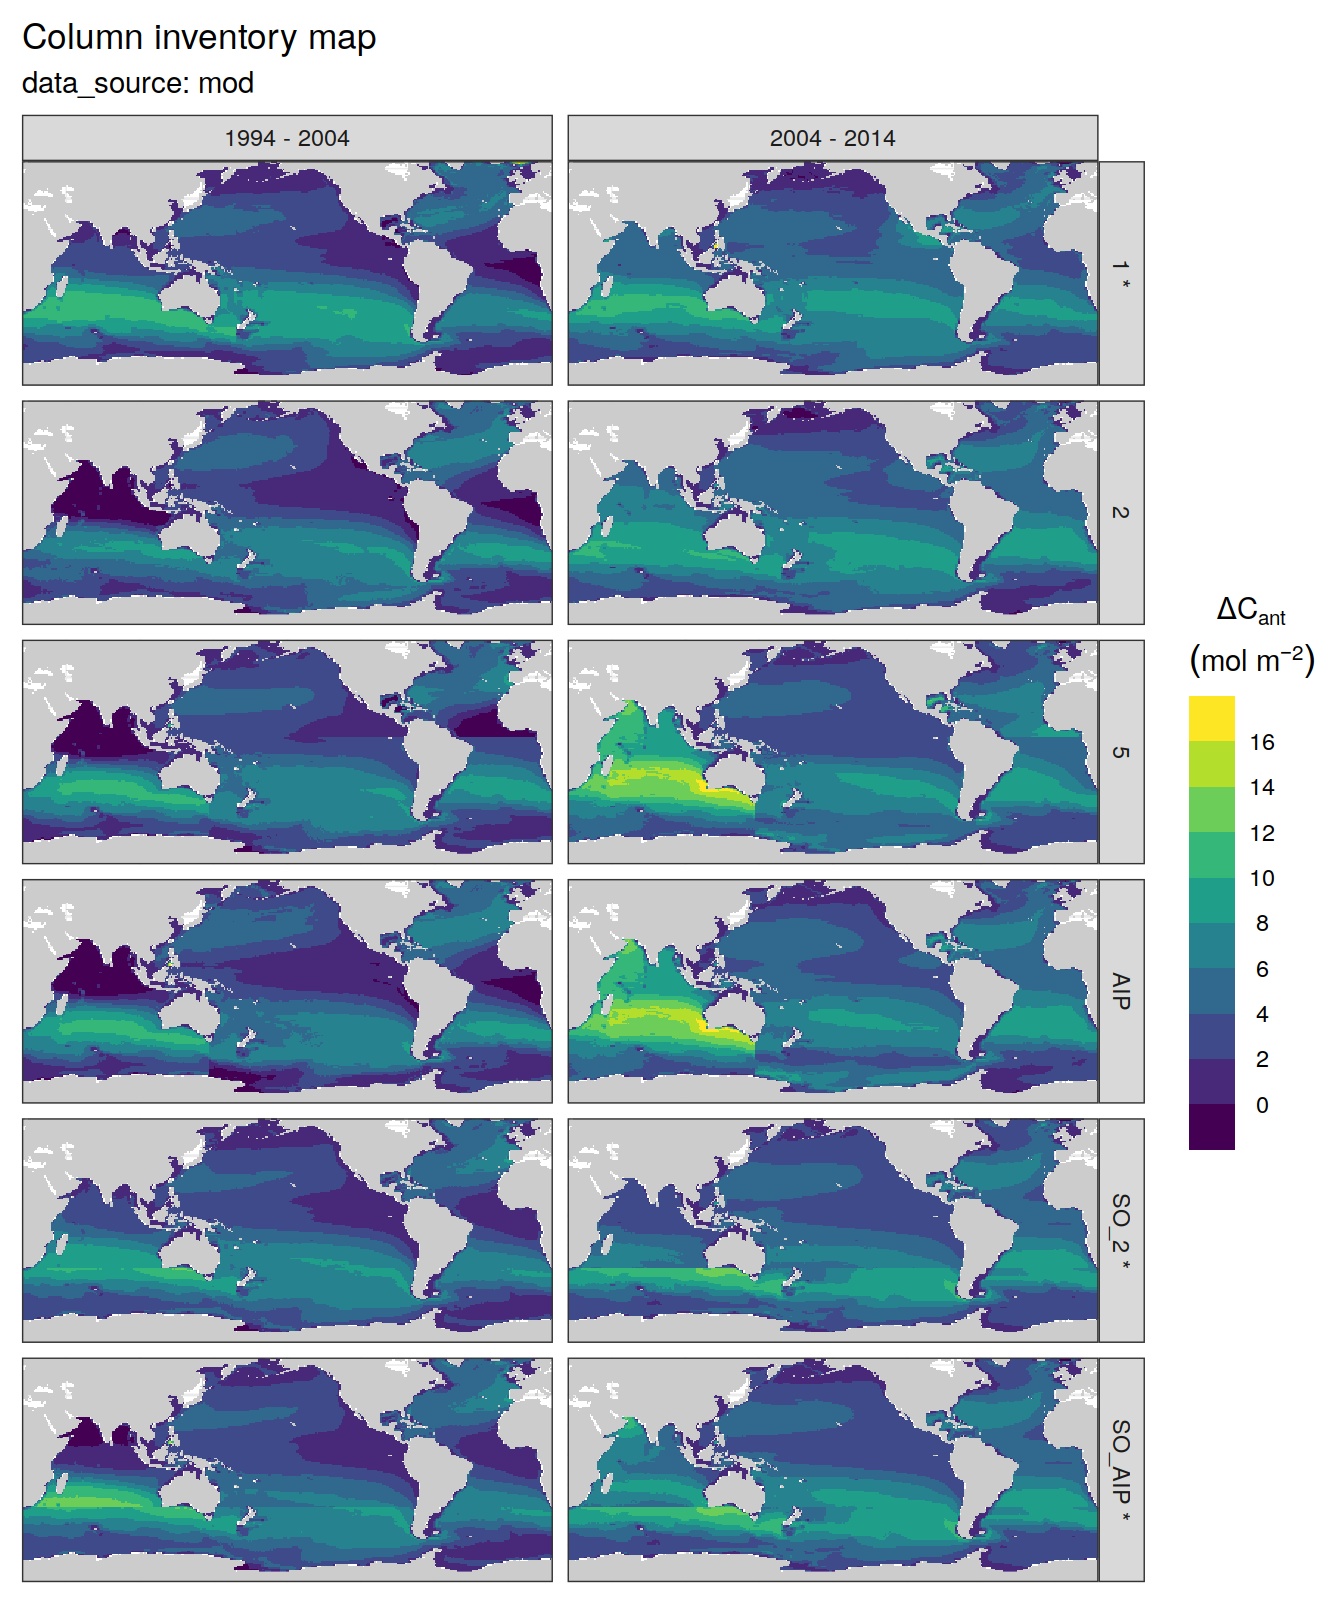 Column inventory map
data_source: mod
1994 - 2004
2004 - 2014
1 *
2
5
AIP
SO_2 *
SO_AIP *
ΔCant
(mol m−2)
16
14
12
10
8
6
4
2
0